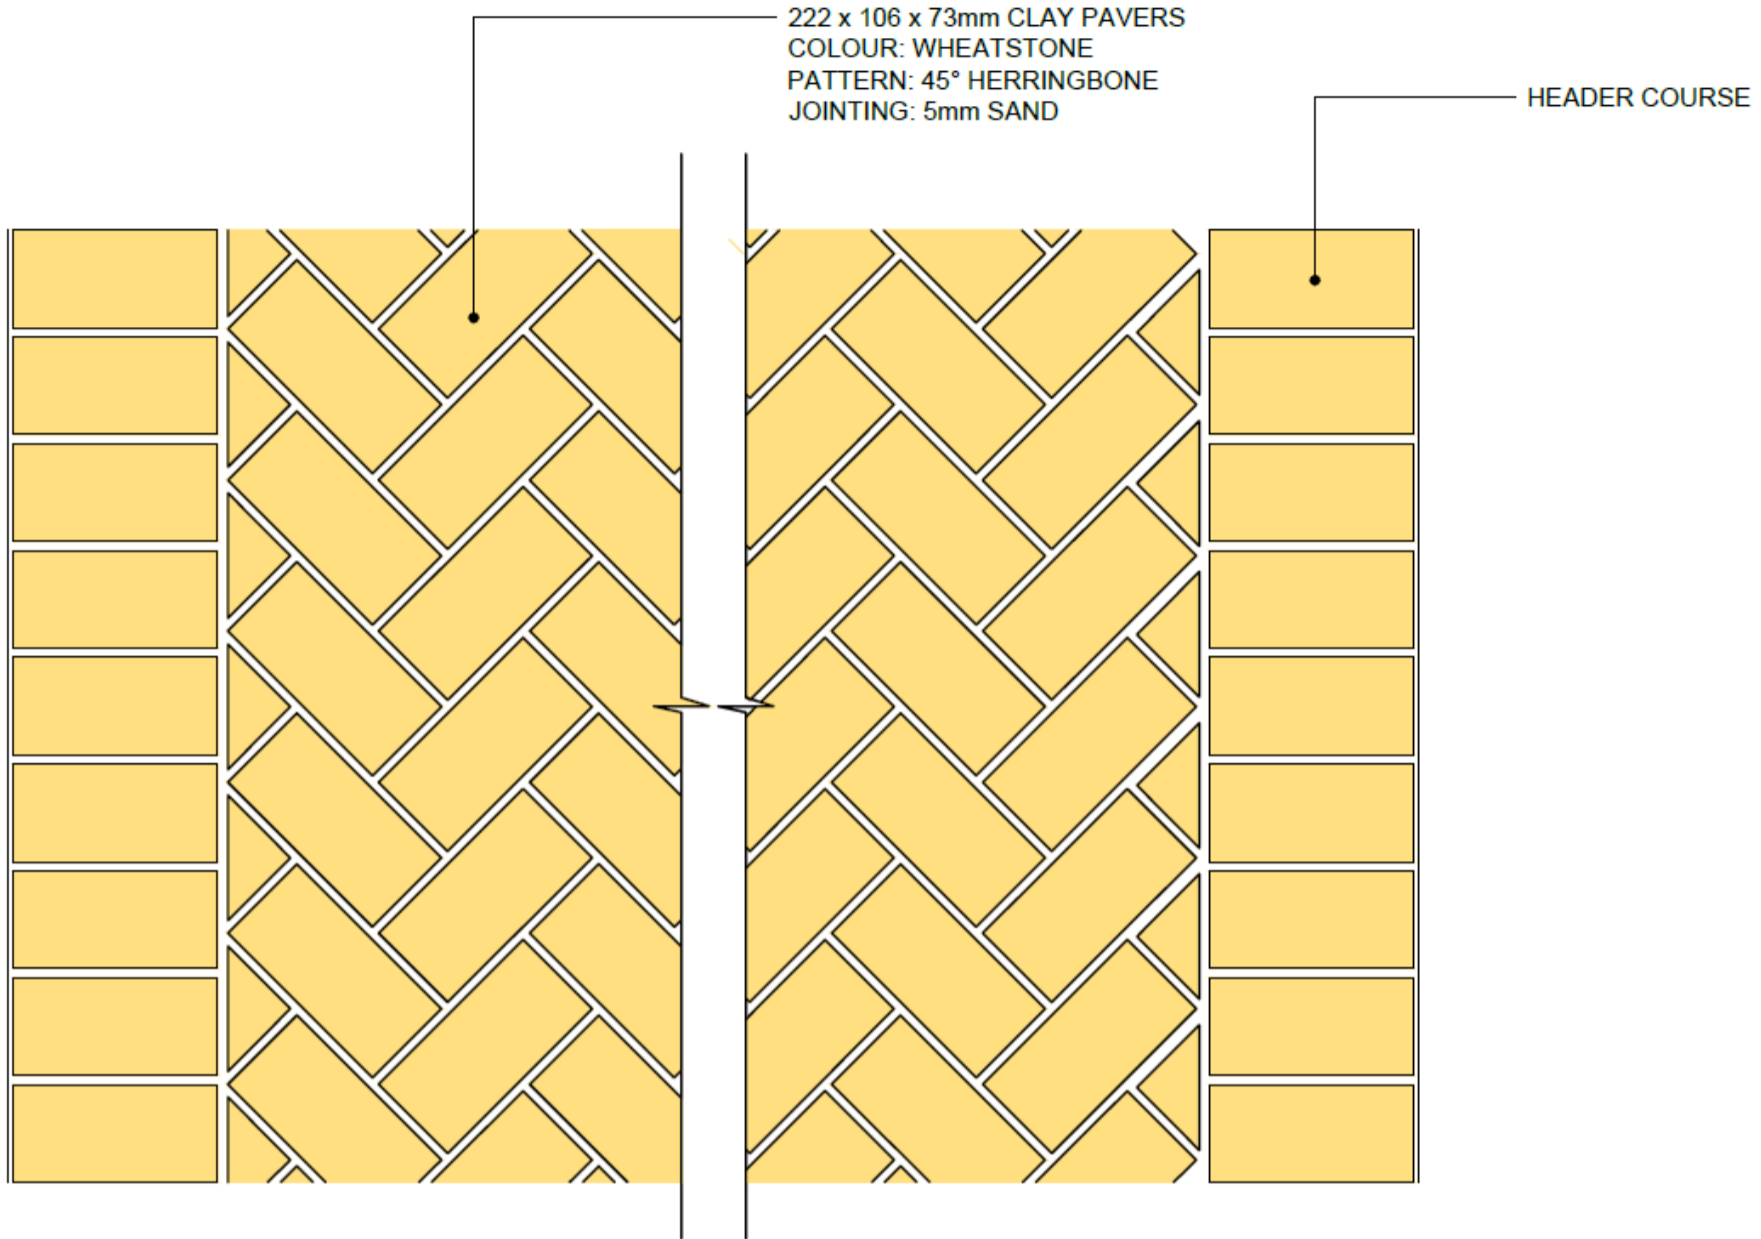 222 x 106 x 73mm CLAY PAVERS
COLOUR: WHEATSTONE
PATTERN: 45° HERRINGBONE
JOINTING: 5mm SAND
HEADER COURSE